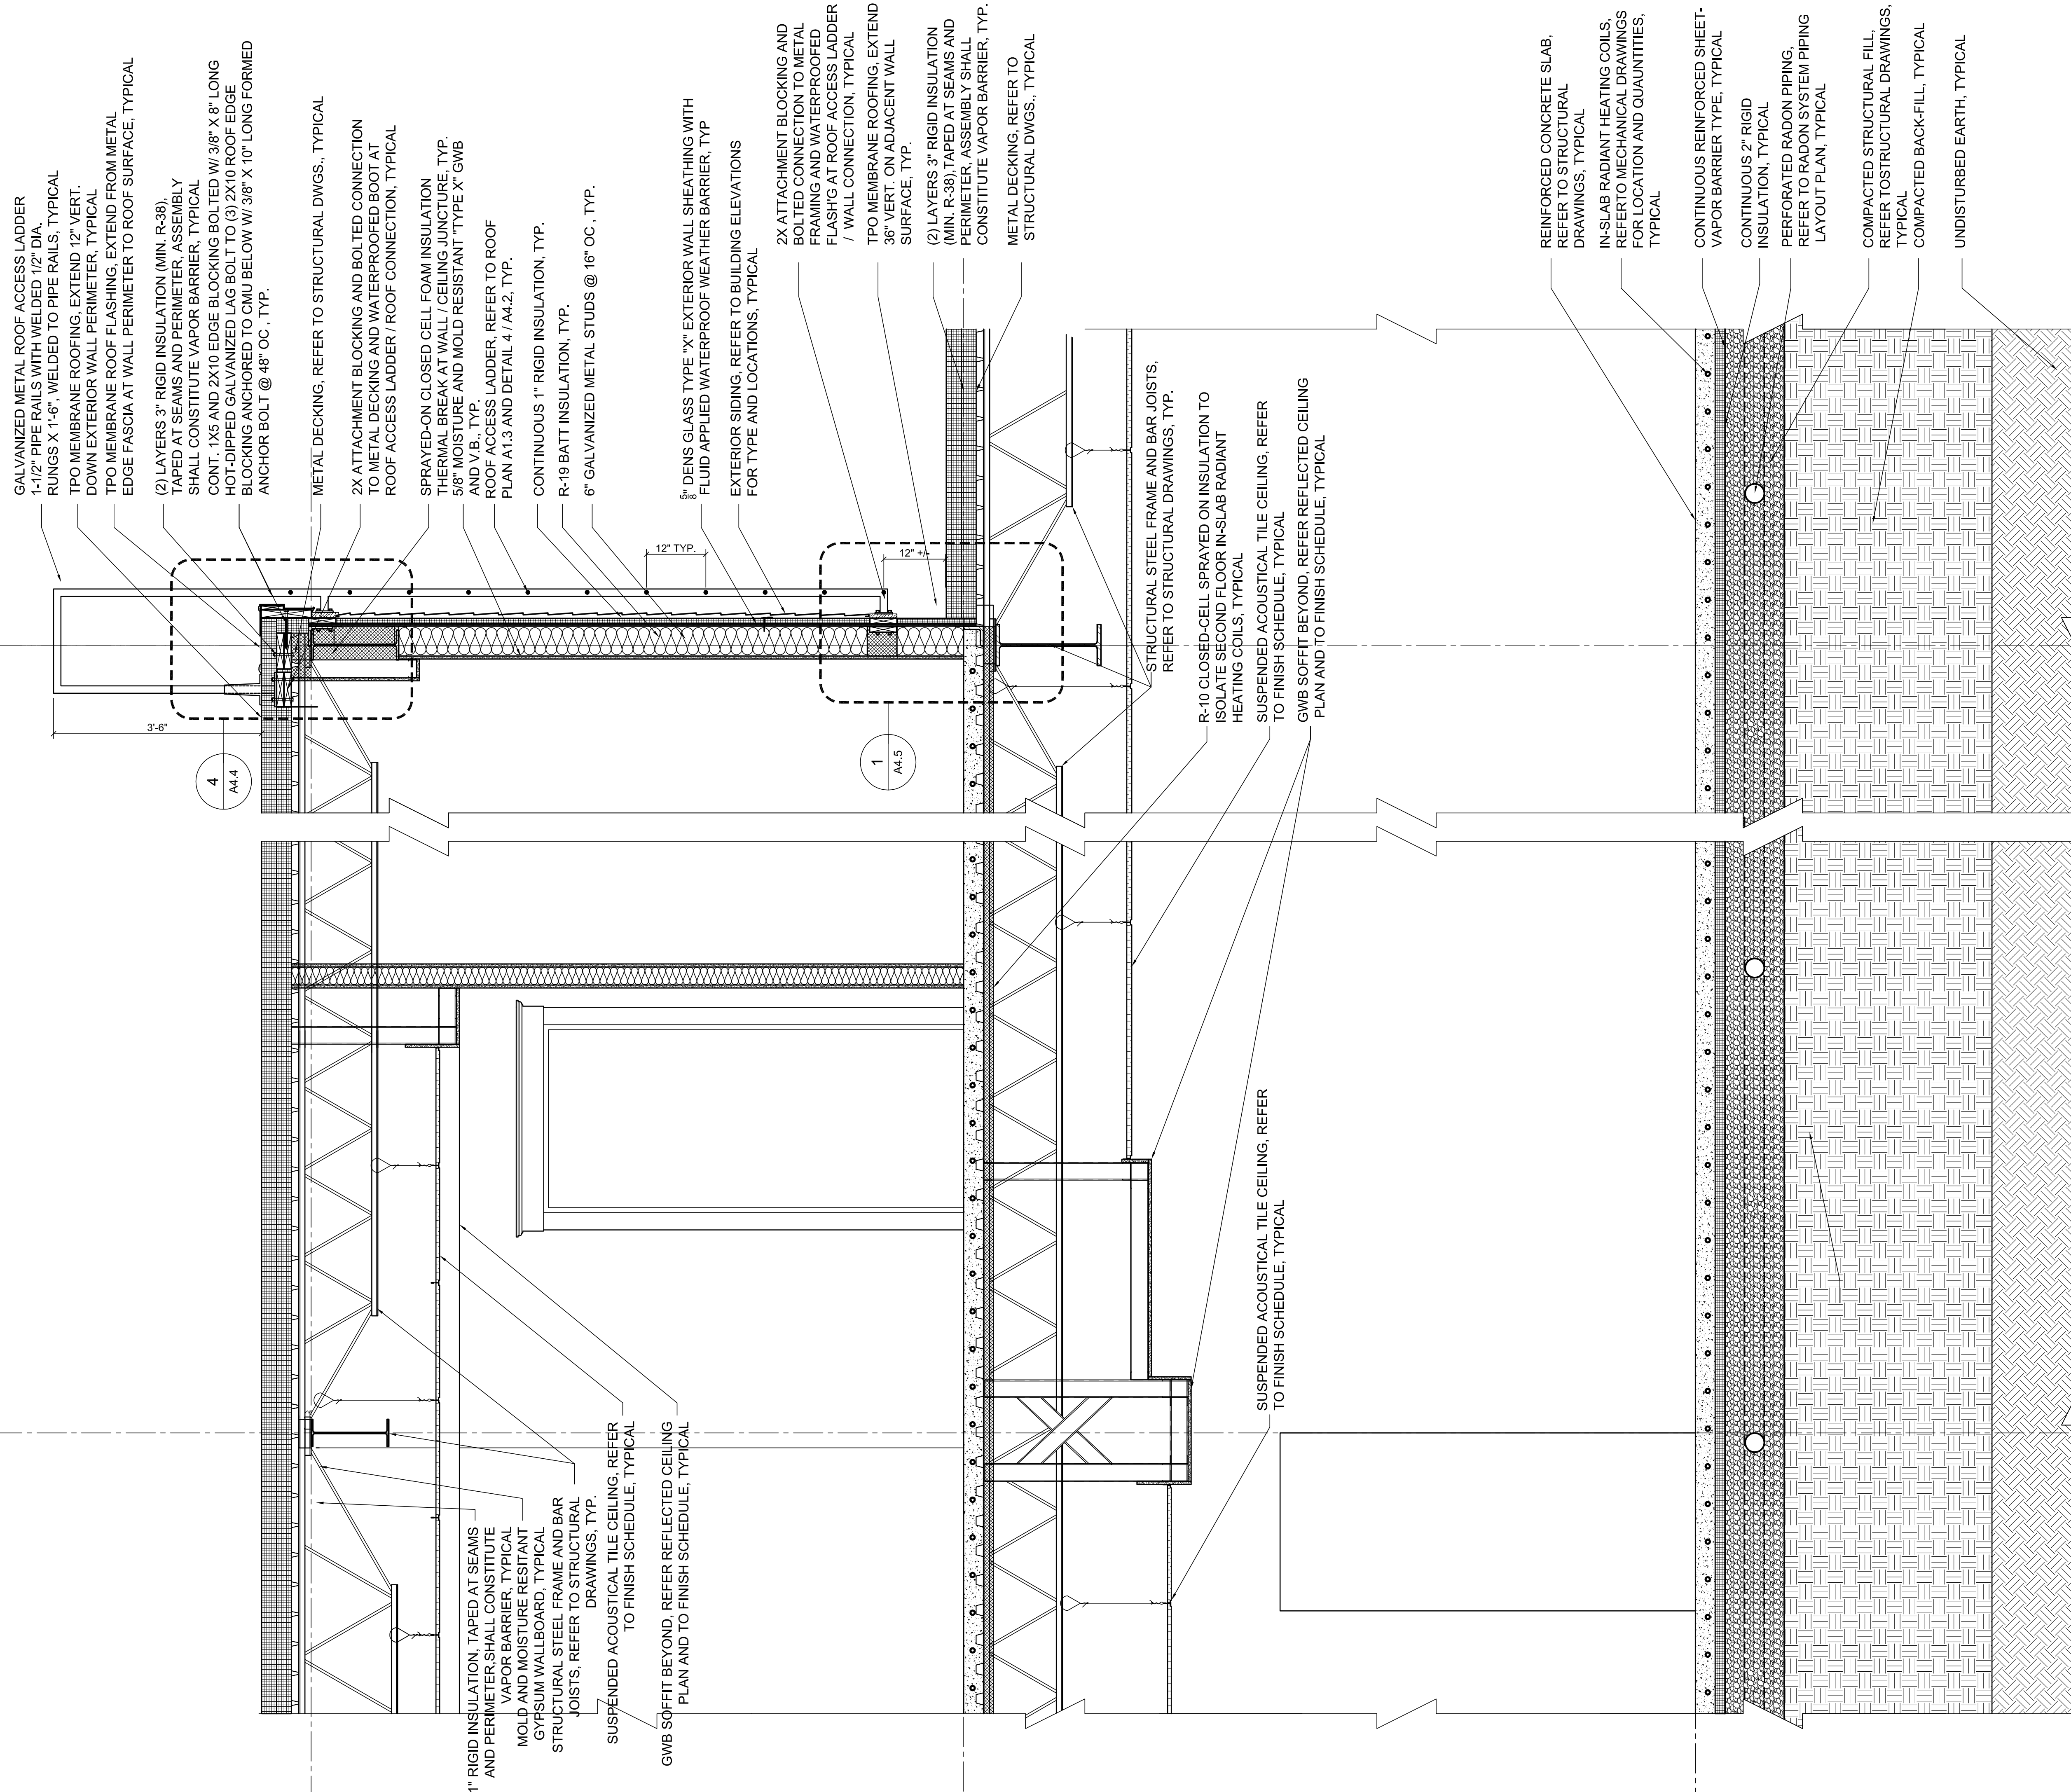 GALVANIZED METAL ROOF ACCESS LADDER
1-1/2" PIPE RAILS WITH WELDED 1/2" DIA.
RUNGS X 1'-6", WELDED TO PIPE RAILS, TYPICAL
TPO MEMBRANE ROOFING, EXTEND 12" VERT.
DOWN EXTERIOR WALL PERIMETER, TYPICAL
TPO MEMBRANE ROOF FLASHING, EXTEND FROM METAL
EDGE FASCIA AT WALL PERIMETER TO ROOF SURFACE, TYPICAL
(2) LAYERS 3" RIGID INSULATION (MIN. R-38),
TAPED AT SEAMS AND PERIMETER, ASSEMBLY
SHALL CONSTITUTE VAPOR BARRIER, TYPICAL
CONT. 1X5 AND 2X10 EDGE BLOCKING BOLTED W/ 3/8" X 8" LONG
HOT-DIPPED GALVANIZED LAG BOLT TO (3) 2X10 ROOF EDGE
BLOCKING ANCHORED TO CMU BELOW W/ 3/8" X 10" LONG FORMED
ANCHOR BOLT @ 48" OC , TYP.
METAL DECKING, REFER TO STRUCTURAL DWGS., TYPICAL
2X ATTACHMENT BLOCKING AND BOLTED CONNECTION
TO METAL DECKING AND WATERPROOFED BOOT AT
ROOF ACCESS LADDER / ROOF CONNECTION, TYPICAL
SPRAYED-ON CLOSED CELL FOAM INSULATION
THERMAL BREAK AT WALL / CEILING JUNCTURE, TYP.
5/8" MOISTURE AND MOLD RESISTANT "TYPE X" GWB
AND V.B., TYP.
ROOF ACCESS LADDER, REFER TO ROOF
PLAN A1.3 AND DETAIL 4 / A4.2, TYP.
CONTINUOUS 1" RIGID INSULATION, TYP.
R-19 BATT INSULATION, TYP.
6" GALVANIZED METAL STUDS @ 16" OC , TYP.
5/8" DENS GLASS TYPE "X" EXTERIOR WALL SHEATHING WITH
FLUID APPLIED WATERPROOF WEATHER BARRIER, TYP
EXTERIOR SIDING, REFER TO BUILDING ELEVATIONS
FOR TYPE AND LOCATIONS, TYPICAL
2X ATTACHMENT BLOCKING AND
BOLTED CONNECTION TO METAL
FRAMING AND WATERPROOFED
FLASH'G AT ROOF ACCESS LADDER
/ WALL CONNECTION, TYPICAL
TPO MEMBRANE ROOFING, EXTEND
36" VERT. ON ADJACENT WALL
SURFACE, TYP.
(2) LAYERS 3" RIGID INSULATION
(MIN. R-38),TAPED AT SEAMS AND
PERIMETER, ASSEMBLY SHALL
CONSTITUTE VAPOR BARRIER, TYP.
METAL DECKING, REFER TO
STRUCTURAL DWGS., TYPICAL
REINFORCED CONCRETE SLAB,
REFER TO STRUCTURAL
DRAWINGS, TYPICAL
IN-SLAB RADIANT HEATING COILS,
REFERTO MECHANICAL DRAWINGS
FOR LOCATION AND QUAUNTITIES,
TYPICAL
CONTINUOUS REINFORCED SHEET-
VAPOR BARRIER TYPE, TYPICAL
CONTINUOUS 2" RIGID
INSULATION, TYPICAL
PERFORATED RADON PIPING,
REFER TO RADON SYSTEM PIPING
LAYOUT PLAN, TYPICAL
COMPACTED STRUCTURAL FILL,
REFER TOSTRUCTURAL DRAWINGS,
TYPICAL
COMPACTED BACK-FILL, TYPICAL
UNDISTURBED EARTH, TYPICAL
12" TYP.
12" +/-
3'-6"
4
A4.4
1
A4.5
STRUCTURAL STEEL FRAME AND BAR JOISTS,
REFER TO STRUCTURAL DRAWINGS, TYP.
R-10 CLOSED-CELL SPRAYED ON INSULATION TO
ISOLATE SECOND FLOOR IN-SLAB RADIANT
HEATING COILS, TYPICAL
SUSPENDED ACOUSTICAL TILE CEILING, REFER
TO FINISH SCHEDULE, TYPICAL
GWB SOFFIT BEYOND, REFER REFLECTED CEILING
PLAN AND TO FINISH SCHEDULE, TYPICAL
SUSPENDED ACOUSTICAL TILE CEILING, REFER
TO FINISH SCHEDULE, TYPICAL
1" RIGID INSULATION, TAPED AT SEAMS
AND PERIMETER,SHALL CONSTITUTE
VAPOR BARRIER, TYPICAL
MOLD AND MOISTURE RESITANT
GYPSUM WALLBOARD, TYPICAL
STRUCTURAL STEEL FRAME AND BAR
JOISTS, REFER TO STRUCTURAL
DRAWINGS, TYP.
SUSPENDED ACOUSTICAL TILE CEILING, REFER
TO FINISH SCHEDULE, TYPICAL
GWB SOFFIT BEYOND, REFER REFLECTED CEILING
PLAN AND TO FINISH SCHEDULE, TYPICAL